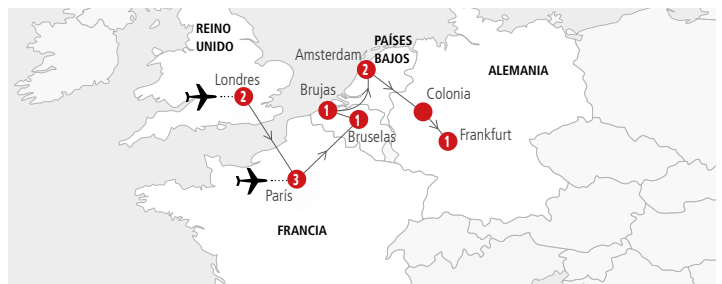 REINO
UNIDO
PAÍSES
BAJOS
Amsterdam
2
ALEMANIA
Londres
2
Brujas
1
1
Bruselas
Colonia
1
Frankfurt
3
París
FRANCIA